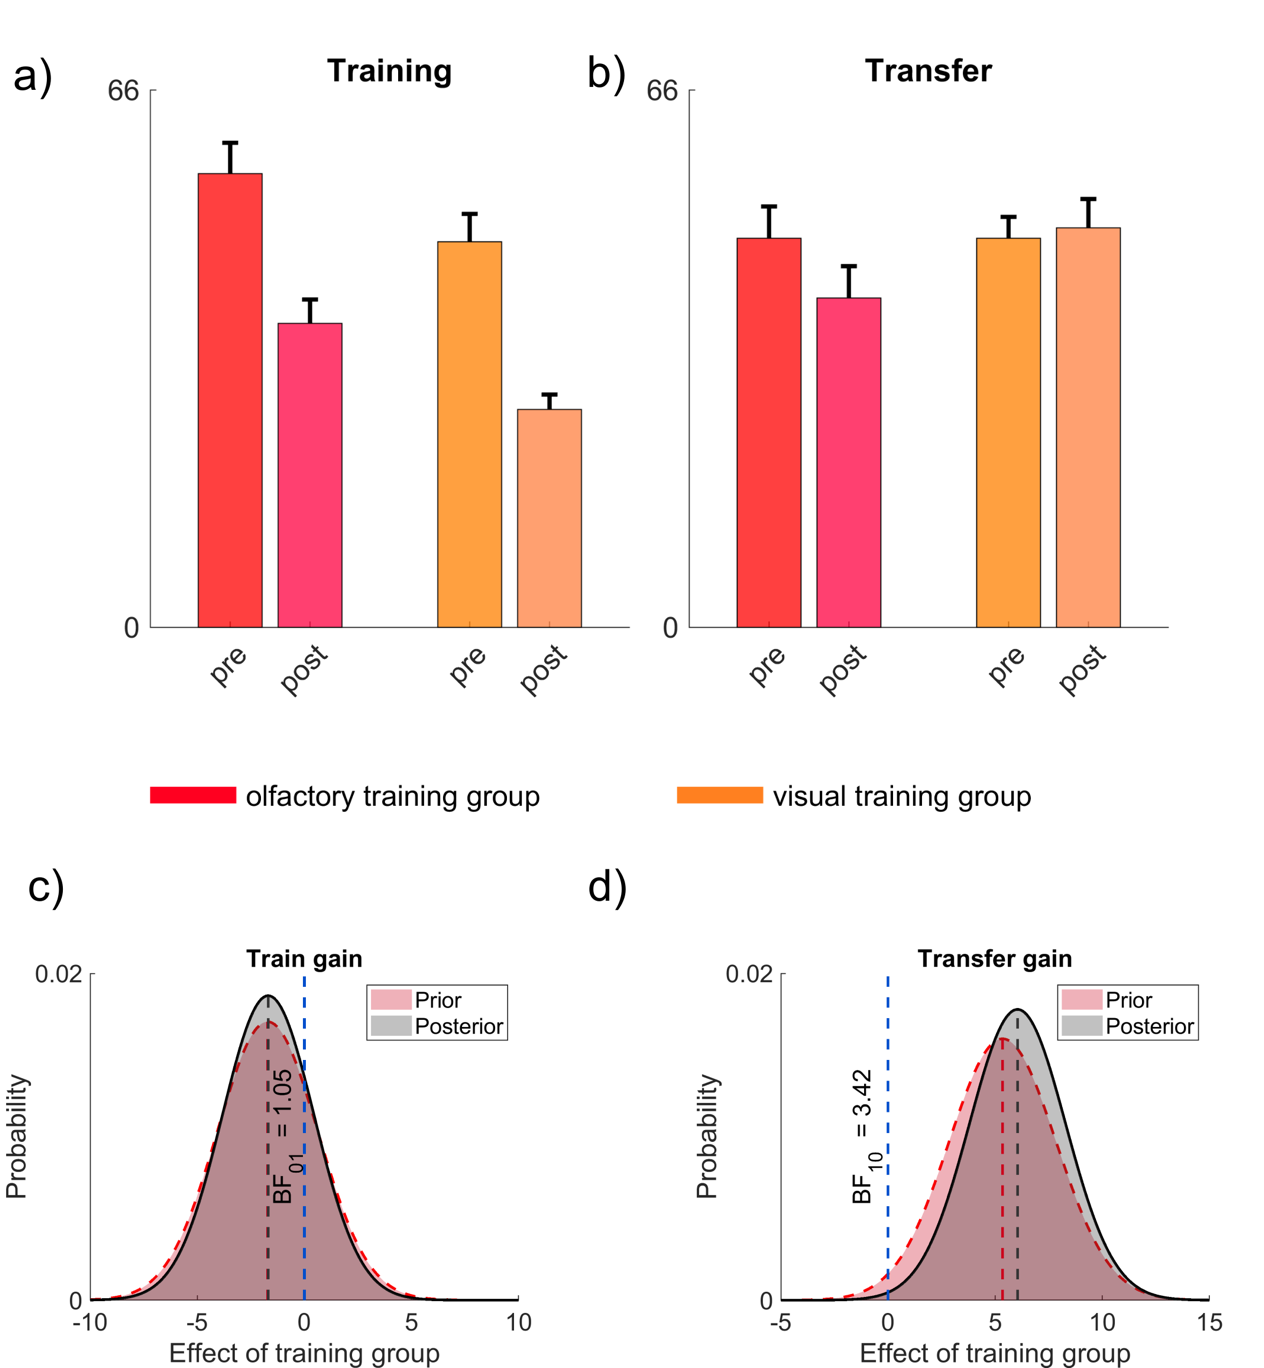 a)
Training
66
0
pre
post
pre
post
b)
Transfer
66
0
pre
post
pre
post
olfactory training group
visual training group
c)
Train gain
0.02
0
Probability
Prior
Posterior
BF01 = 1.05
-10
-5
0
5
10
Effect of training group
d)
Transfer gain
0.02
0
Probability
Prior
Posterior
BF10 = 3.42
-5
0
5
10
15
Effect of training group